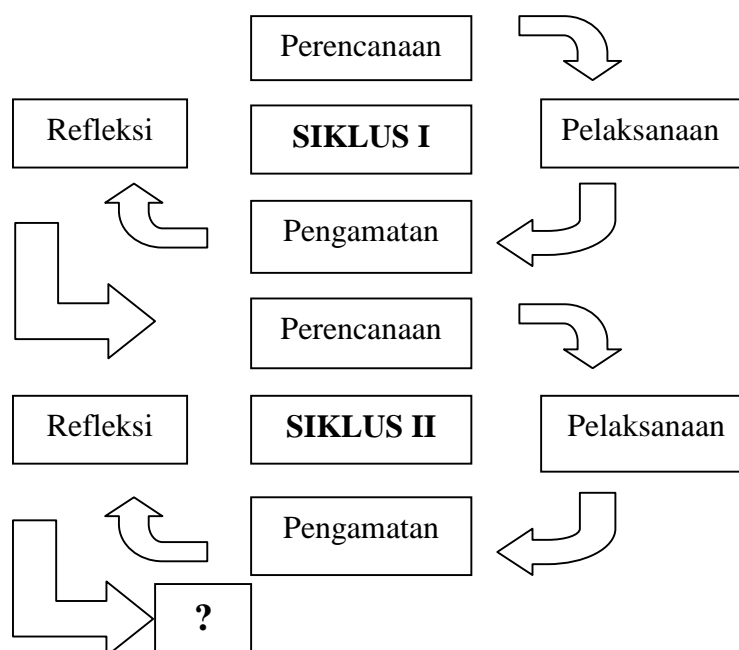 Perencanaan
Refleksi
SIKLUS I
Pelaksanaan
Pengamatan
Perencanaan
Refleksi
SIKLUS II
Pelaksanaan
Pengamatan
?